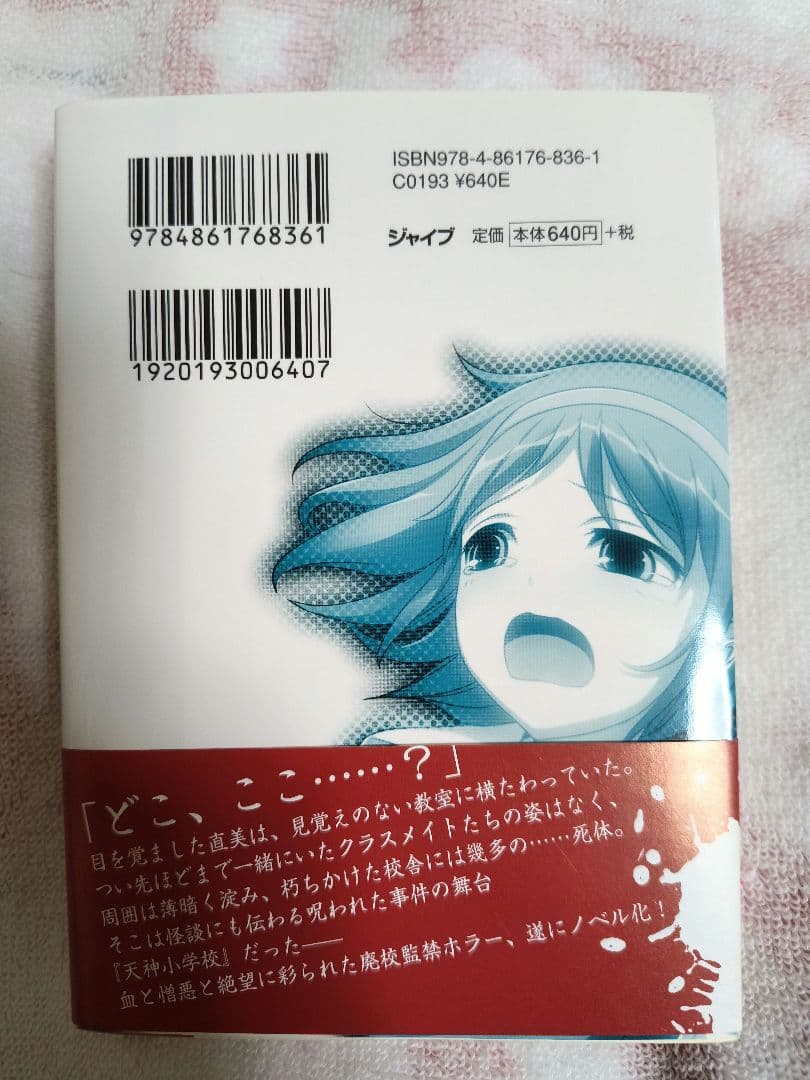 ISBN978-4-86176-836-1
C0193 ¥640E
9784861768361
ジャイブ 定価 本体640円 +税
1920193006407
「どこ、ここ……？」
目を覚ました直美は、見覚えのない教室に横たわっていた。
つい先ほどまで一緒にいたクラスメイトたちの姿はなく、
周囲は薄暗く淀み、朽ちかけた校舎には幾多の……死体。
そこは怪談にも伝わる呪われた事件の舞台
『天神小学校』だった――
血と憎悪と絶望に彩られた廃校監禁ホラー、遂にノベル化！